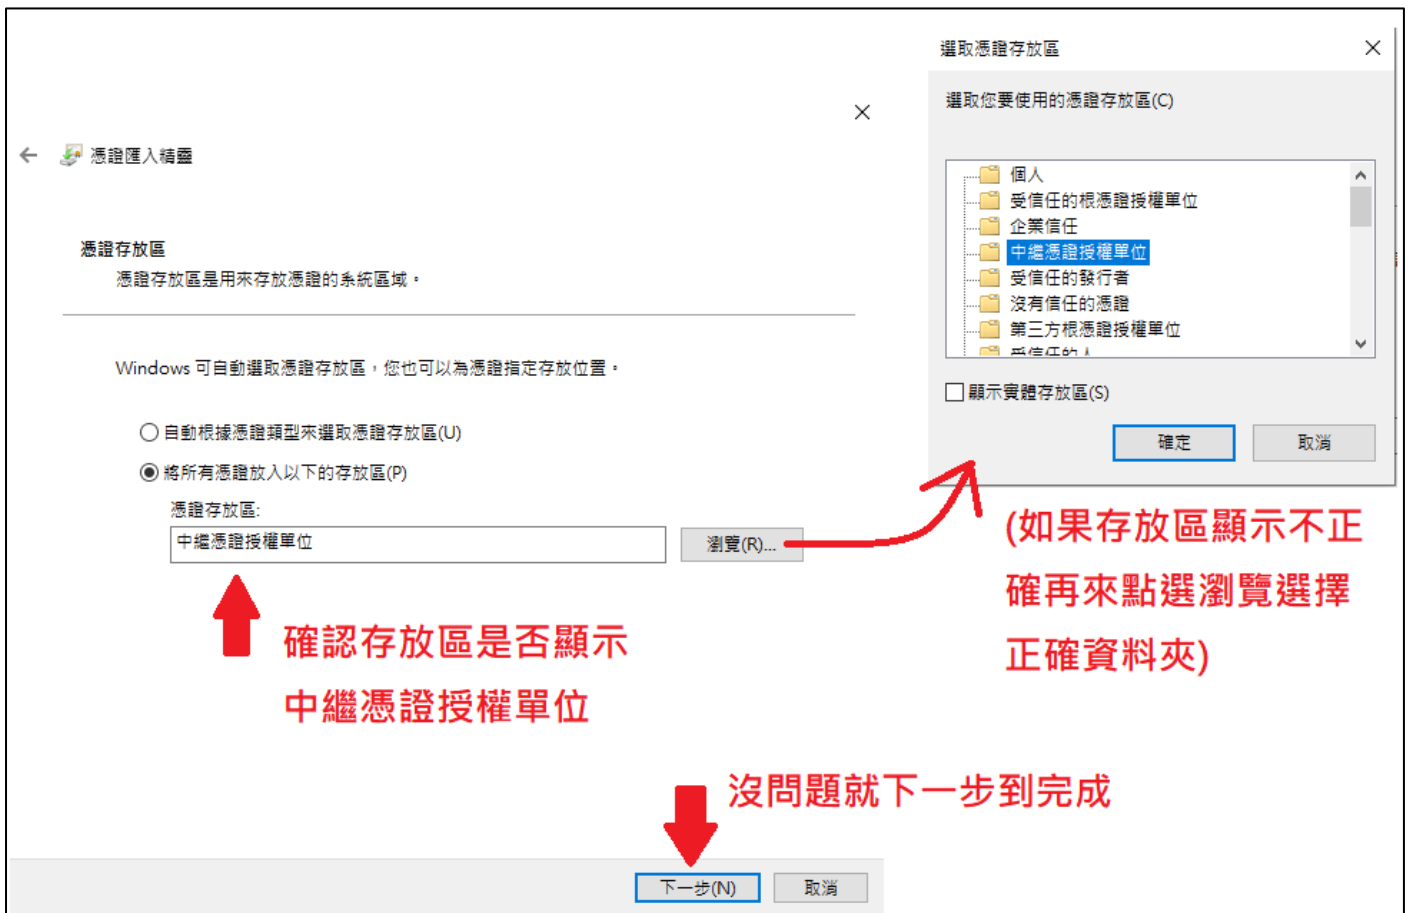 選取憑證存放區
選取您要使用的憑證存放區(C)
個人
受信任的根憑證授權單位
企業信任
中繼憑證授權單位
受信任的發行者
沒有信任的憑證
第三方根憑證授權單位
受信任的人
顯示實體存放區(S)
確定
取消
憑證匯入精靈
憑證存放區
憑證存放區是用來存放憑證的系統區域。
Windows 可自動選取憑證存放區，您也可以為憑證指定存放位置。
自動根據憑證類型來選取憑證存放區(U)
將所有憑證放入以下的存放區(P)
憑證存放區:
中繼憑證授權單位
瀏覽(R)...
(如果存放區顯示不正
確再來點選瀏覽選擇
正確資料夾)
確認存放區是否顯示
中繼憑證授權單位
沒問題就下一步到完成
下一步(N)
取消